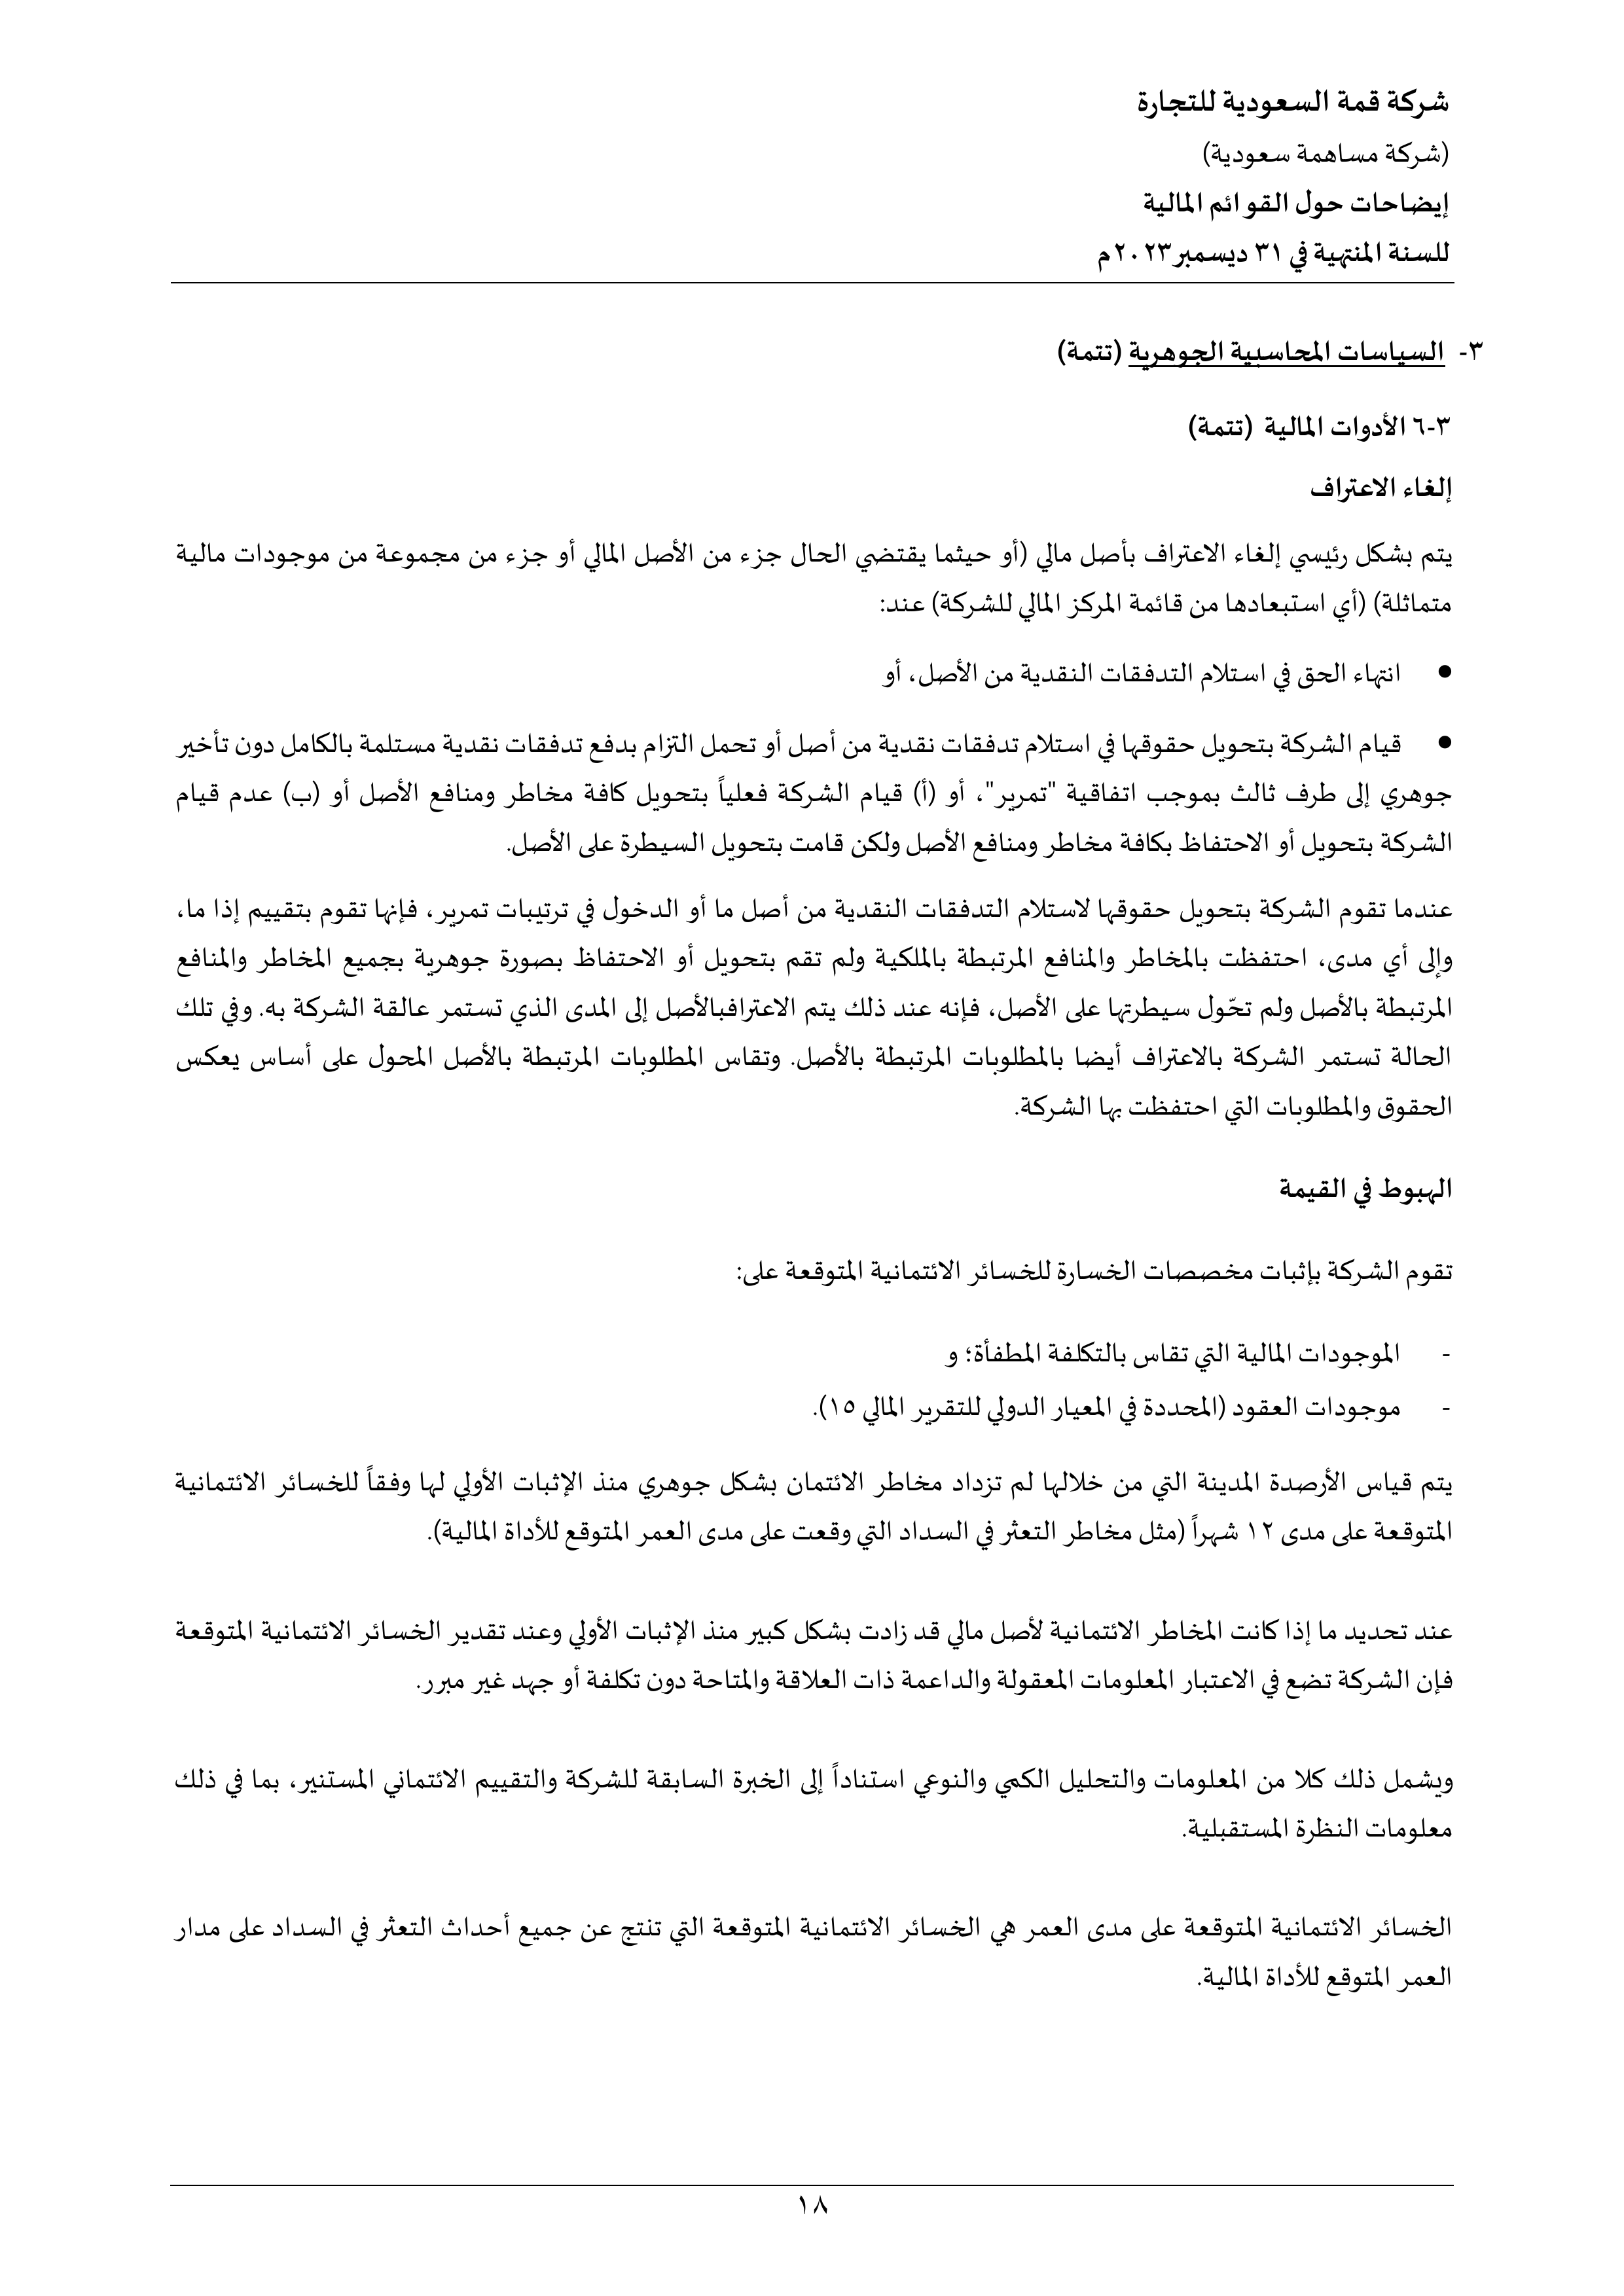 شركة قمة السعودية للتجارة
(شركة مساهمة سعودية)
إيضاحات حول القوائم المالية
للسنة المنتهية في ٣١ ديسمبر ٢٠٢٣م
٣- السياسات المحاسبية الجوهرية (تتمة)
٣-٦ الأدوات المالية (تتمة)
إلغاء الاعتراف
يتم بشكل رئيسي إلغاء الاعتراف بأصل مالي (أو حيثما يقتضي الحال جزء من الأصل المالي أو جزء من مجموعة من موجودات مالية
متماثلة) (أي استبعادها من قائمة المركز المالي للشركة) عند:
● انتهاء الحق في استلام التدفقات النقدية من الأصل، أو
● قيام الشركة بتحويل حقوقها في استلام تدفقات نقدية من أصل أو تحمل التزام بدفع تدفقات نقدية مستلمة بالكامل دون تأخير
جوهري إلى طرف ثالث بموجب اتفاقية "تمرير"، أو (أ) قيام الشركة فعلياً بتحويل كافة مخاطر ومنافع الأصل أو (ب) عدم قيام
الشركة بتحويل أو الاحتفاظ بكافة مخاطر ومنافع الأصل ولكن قامت بتحويل السيطرة على الأصل.
عندما تقوم الشركة بتحويل حقوقها لاستلام التدفقات النقدية من أصل ما أو الدخول في ترتيبات تمرير، فإنها تقوم بتقييم إذا ما،
وإلى أي مدى، احتفظت بالمخاطر والمنافع المرتبطة بالملكية ولم تقم بتحويل أو الاحتفاظ بصورة جوهرية بجميع المخاطر والمنافع
المرتبطة بالأصل ولم تحّول سيطرتها على الأصل، فإنه عند ذلك يتم الاعترافبالأصل إلى المدى الذي تستمر عالقة الشركة به. وفي تلك
الحالة تستمر الشركة بالاعتراف أيضا بالمطلوبات المرتبطة بالأصل. وتقاس المطلوبات المرتبطة بالأصل المحول على أساس يعكس
الحقوق والمطلوبات التي احتفظت بها الشركة.
الهبوط في القيمة
تقوم الشركة بإثبات مخصصات الخسارة للخسائر الائتمانية المتوقعة على:
- الموجودات المالية التي تقاس بالتكلفة المطفأة؛ و
- موجودات العقود (المحددة في المعيار الدولي للتقرير المالي ١٥).
يتم قياس الأرصدة المدينة التي من خلالها لم تزداد مخاطر الائتمان بشكل جوهري منذ الإثبات الأولي لها وفقاً للخسائر الائتمانية
المتوقعة على مدى ١٢ شهراً (مثل مخاطر التعثر في السداد التي وقعت على مدى العمر المتوقع للأداة المالية).
عند تحديد ما إذا كانت المخاطر الائتمانية لأصل مالي قد زادت بشكل كبير منذ الإثبات الأولي وعند تقدير الخسائر الائتمانية المتوقعة
فإن الشركة تضع في الاعتبار المعلومات المعقولة والداعمة ذات العلاقة والمتاحة دون تكلفة أو جهد غير مبرر.
ويشمل ذلك كلا من المعلومات والتحليل الكمي والنوعي استناداً إلى الخبرة السابقة للشركة والتقييم الائتماني المستنير، بما في ذلك
معلومات النظرة المستقبلية.
الخسائر الائتمانية المتوقعة على مدى العمر هي الخسائر الائتمانية المتوقعة التي تنتج عن جميع أحداث التعثر في السداد على مدار
العمر المتوقع للأداة المالية.
١٨